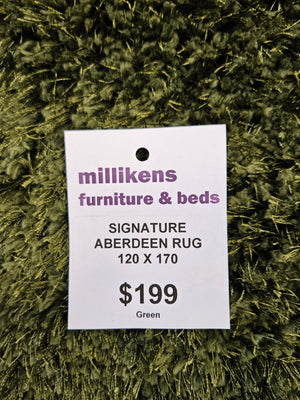 millikens
furniture & beds
SIGNATURE
ABERDEEN RUG
120 X 170
$199
Green